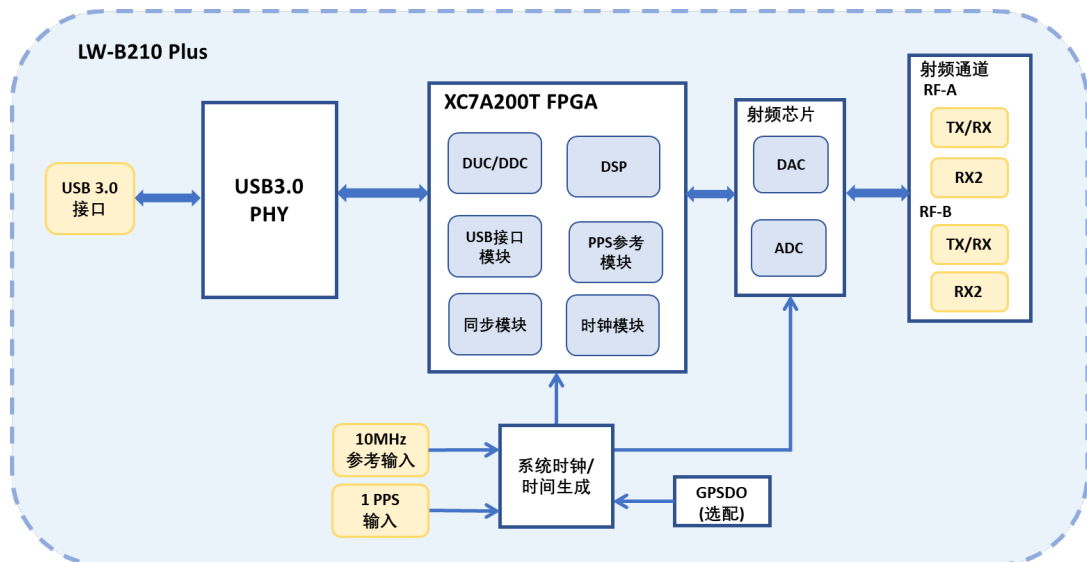 LW-B210 Plus
USB 3.0
接口
USB3.0
PHY
XC7A200T FPGA
DUC/DDC
DSP
USB接口
模块
PPS参考
模块
同步模块
时钟模块
射频芯片
DAC
ADC
射频通道
RF-A
TX/RX
RX2
RF-B
TX/RX
RX2
10MHz
参考输入
1 PPS
输入
系统时钟/
时间生成
GPSDO
(选配)